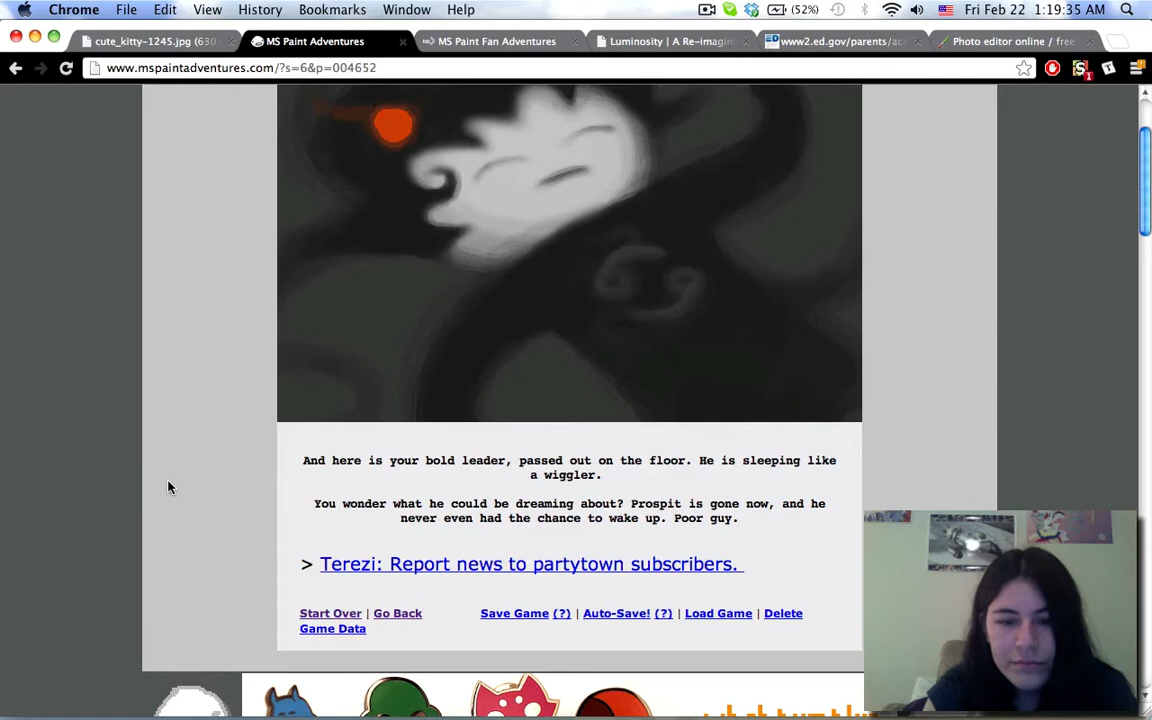 Chrome File Edit View History Bookmarks Window Help (52%) Fri Feb 22 1:19:35 AM
cute_kitty-1245.jpg (630 MS Paint Adventures MS Paint Fan Adventures Luminosity | A Re-imagin www2.ed.gov/parents/aca Photo editor online / free
www.mspaintadventures.com/?s=6&p=004652
And here is your bold leader, passed out on the floor. He is sleeping like
a wiggler.
You wonder what he could be dreaming about? Prospit is gone now, and he
never even had the chance to wake up. Poor guy.
> Terezi: Report news to partytown subscribers.
Start Over | Go Back Save Game (?) | Auto-Save! (?) | Load Game | Delete
Game Data